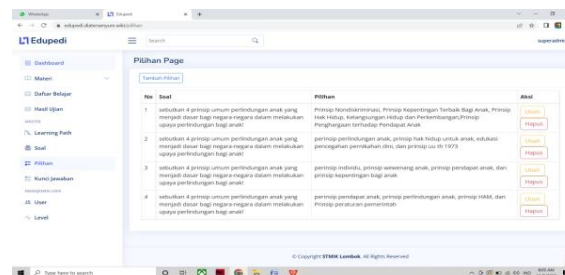 WhatsApp
Edupedi
Edupedi
Search
superadmin
Dashboard
Materi
Daftar Belajar
Hasil Ujian
Learning Path
Soal
Pilihan
Kunci Jawaban
User
Level
Pilihan Page
Tambah Pilihan
No Soal Pilihan Aksi
1 sebutkan 4 prinsip umum perlindungan anak yang Prinsip Nondiskriminasi, Prinsip Kepentingan Terbaik Bagi Anak, Prinsip
menjadi dasar bagi negara-negara dalam melakukan Hak Hidup, Kelangsungan Hidup dan Perkembangan,Prinsip
upaya perlindungan bagi anak! Penghargaan terhadap Pendapat Anak
Hapus
2 sebutkan 4 prinsip umum perlindungan anak yang perinsip perlindungan anak, prinsip hak hidup untuk anak, edukasi
menjadi dasar bagi negara-negara dalam melakukan pencegahan pernikahan dini, dan prinsip uu th 1973
upaya perlindungan bagi anak!
Hapus
3 sebutkan 4 prinsip umum perlindungan anak yang prinsip individu, prinsip wewenang anak, prinsip pendapat anak, dan
menjadi dasar bagi negara-negara dalam melakukan prinsip kepentingan bagi anak
upaya perlindungan bagi anak!
Hapus
4 sebutkan 4 prinsip umum perlindungan anak yang perinsip pendapat anak, prinsip perlindungan anak, prinsip HAM, dan
menjadi dasar bagi negara-negara dalam melakukan Prinsip peraturan pemerintah
upaya perlindungan bagi anak!
Hapus
© Copyright STMIK Lombok. All Rights Reserved
Type here to search